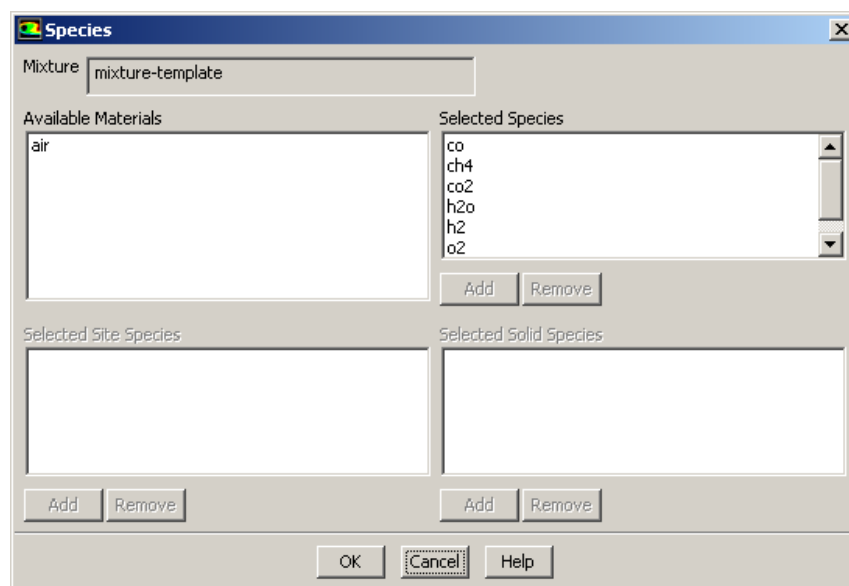 Species
Mixture mixture-template
Available Materials
air
Selected Species
co
ch4
co2
h2o
h2
o2
Add Remove
Selected Site Species
Add Remove
Selected Solid Species
Add Remove
OK Cancel Help